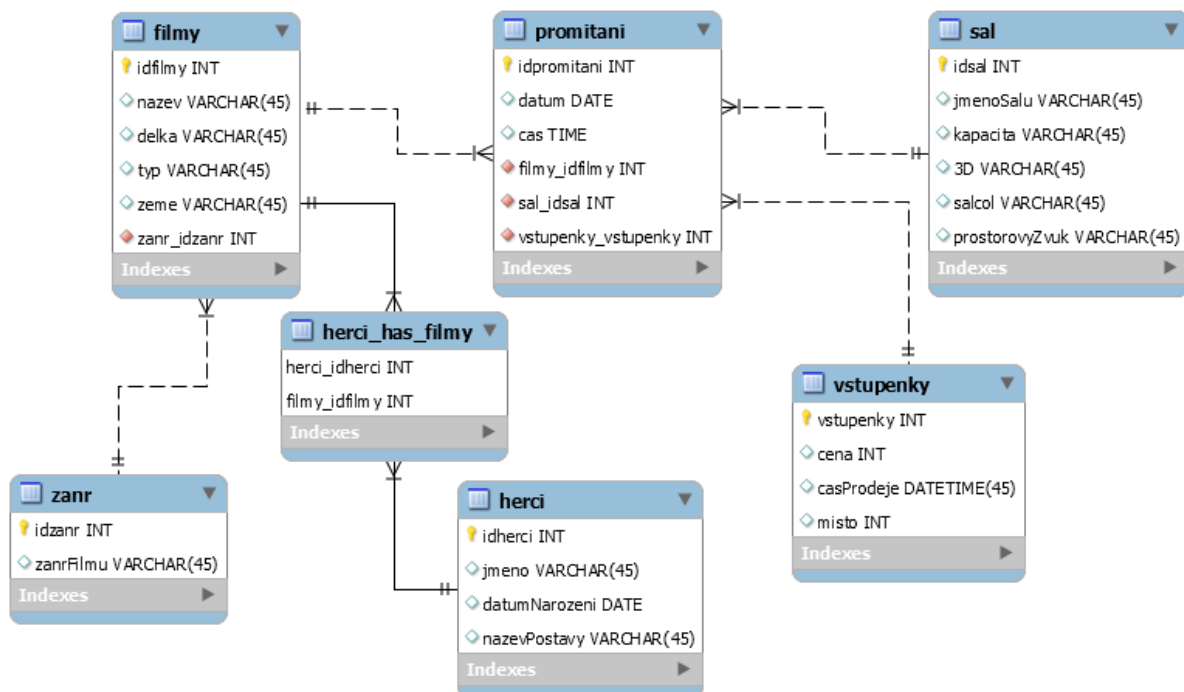 filmy
idfilmy INT
nazev VARCHAR(45)
delka VARCHAR(45)
typ VARCHAR(45)
zeme VARCHAR(45)
zanr_idzanr INT
Indexes
promitani
idpromitani INT
datum DATE
cas TIME
filmy_idfilmy INT
sal_idsal INT
vstupenky_vstupenky INT
Indexes
sal
idsal INT
jmenoSalu VARCHAR(45)
kapacita VARCHAR(45)
3D VARCHAR(45)
salcol VARCHAR(45)
prostorovyZvuk VARCHAR(45)
Indexes
herci_has_filmy
herci_idherci INT
filmy_idfilmy INT
Indexes
vstupenky
vstupenky INT
cena INT
casProdeje DATETIME(45)
misto INT
Indexes
zanr
idzanr INT
zanrFilmu VARCHAR(45)
Indexes
herci
idherci INT
jmeno VARCHAR(45)
datumNarozeni DATE
nazevPostavy VARCHAR(45)
Indexes